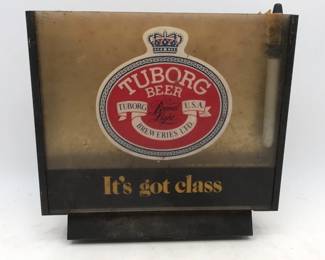 TUBORG
BEER
TUBORG U.S.A.
BREWERIES LTD.
It's got class